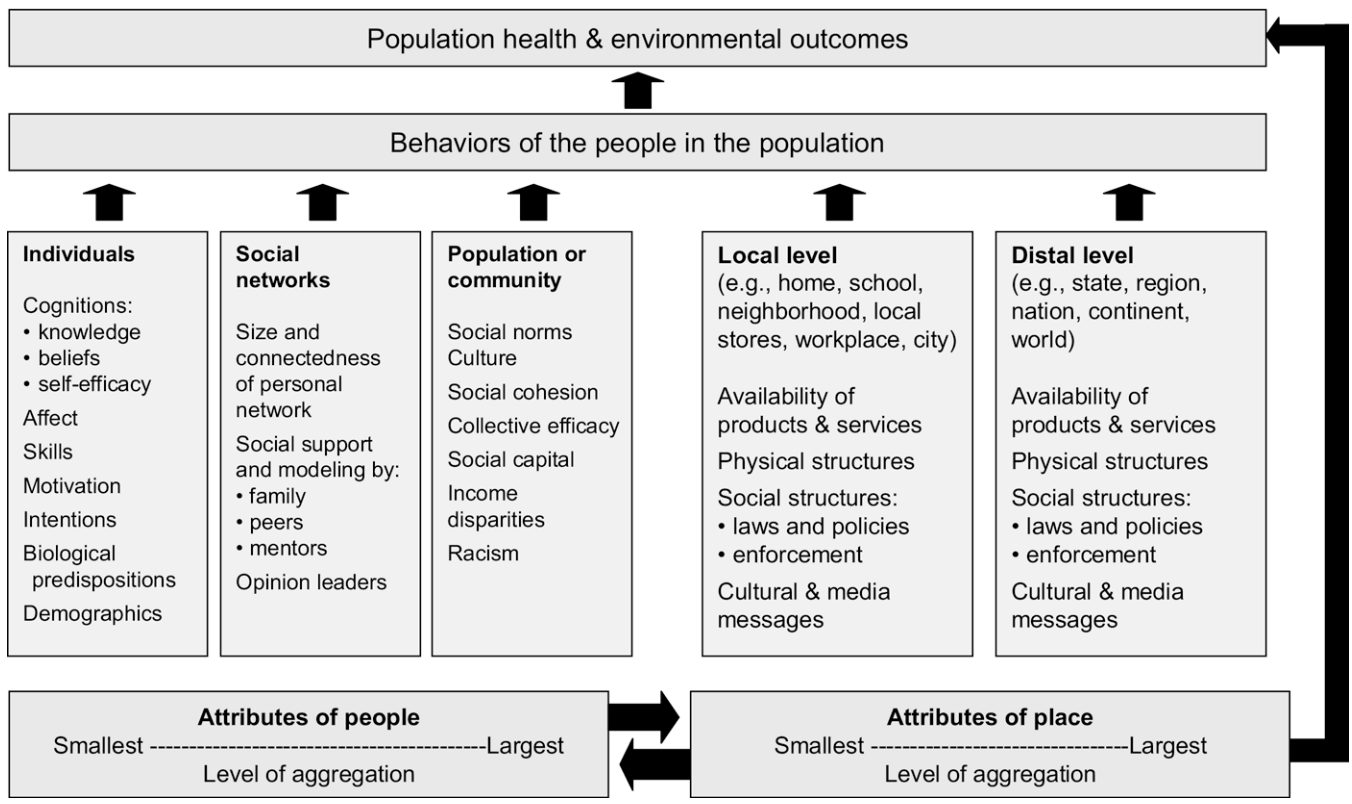 Population health & environmental outcomes
Behaviors of the people in the population
Individuals
Cognitions:
• knowledge
• beliefs
• self-efficacy
Affect
Skills
Motivation
Intentions
Biological
predispositions
Demographics
Social
networks
Size and
connectedness
of personal
network
Social support
and modeling by:
• family
• peers
• mentors
Opinion leaders
Population or
community
Social norms
Culture
Social cohesion
Collective efficacy
Social capital
Income
disparities
Racism
Local level
(e.g., home, school,
neighborhood, local
stores, workplace, city)
Availability of
products & services
Physical structures
Social structures:
• laws and policies
• enforcement
Cultural & media
messages
Distal level
(e.g., state, region,
nation, continent,
world)
Availability of
products & services
Physical structures
Social structures:
• laws and policies
• enforcement
Cultural & media
messages
Attributes of people
Smallest -------------------------------------------Largest
Level of aggregation
Attributes of place
Smallest ---------------------------------Largest
Level of aggregation